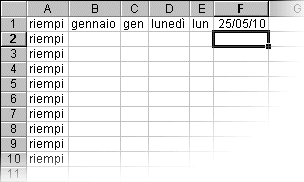 A B C D E F G
1 riempi gennaio gen lunedì lun 25/05/10
2 riempi
3 riempi
4 riempi
5 riempi
6 riempi
7 riempi
8 riempi
9 riempi
10 riempi
11